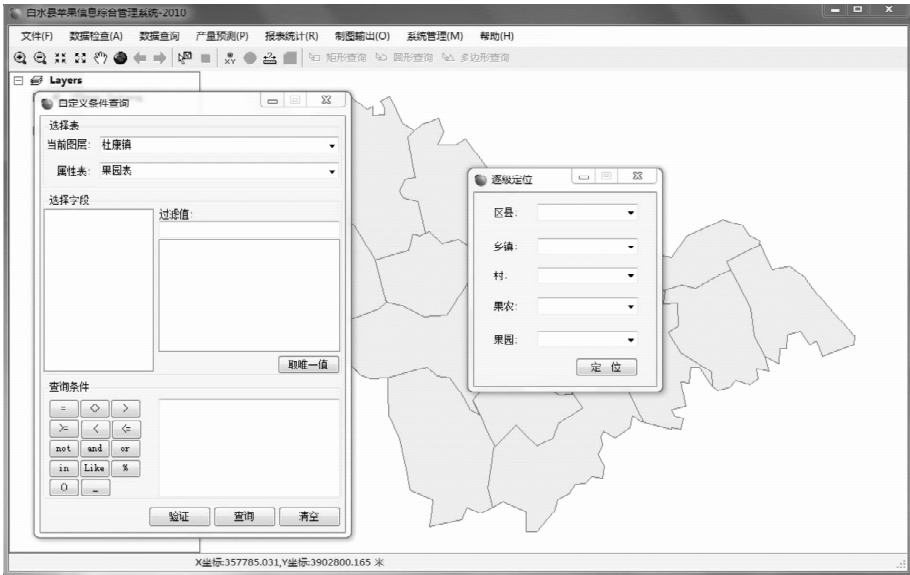 白水县苹果信息综合管理系统-2010
文件(F) 数据检查(A) 数据查询 产量预测(P) 报表统计(R) 制图输出(O) 系统管理(M) 帮助(H)
XY 矩形查询 圆形查询 多边形查询
Layers
自定义条件查询
选择表
当前图层: 杜康镇
属性表: 果园表
选择字段
过滤值:
取唯一值
查询条件
= <> >
>= < <=
not and or
in Like %
() _
验证 查询 清空
逐级定位
区县:
乡镇:
村:
果农:
果园:
定 位
X坐标:357785.031,Y坐标:3902800.165 米